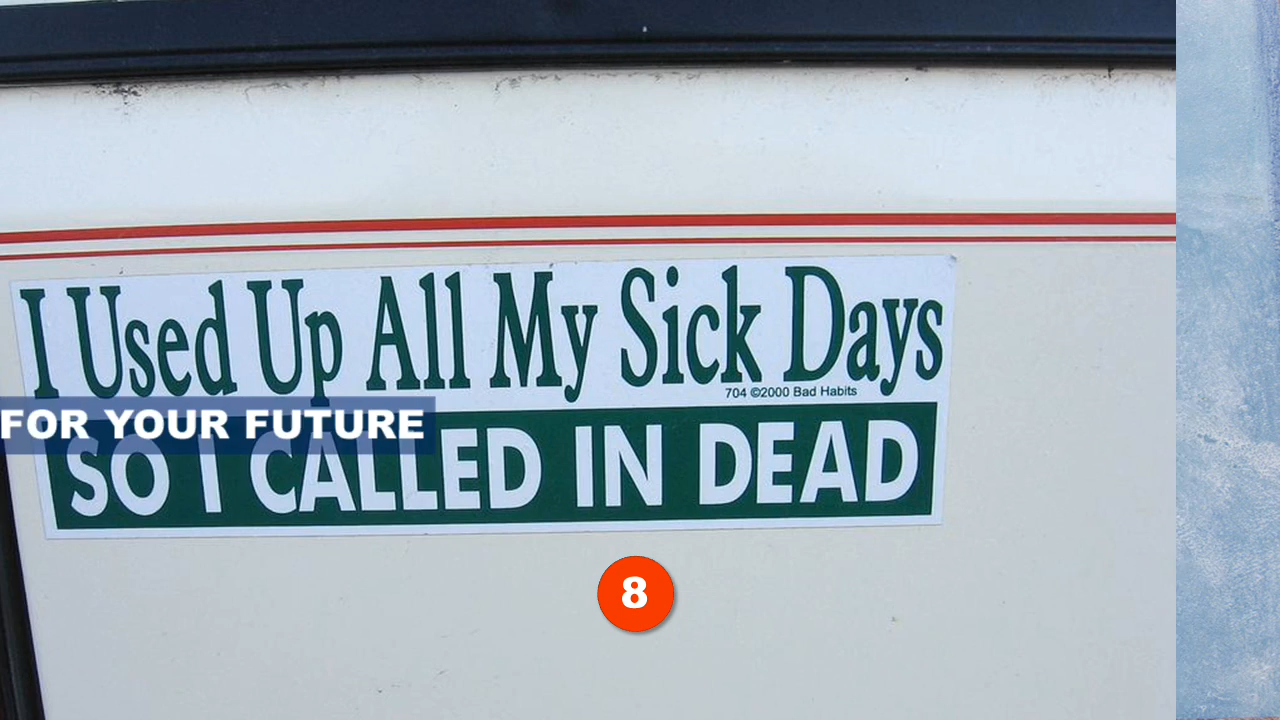 I Used Up All My Sick Days
704 ©2000 Bad Habits
FOR YOUR FUTURE
SO I CALLED IN DEAD
8